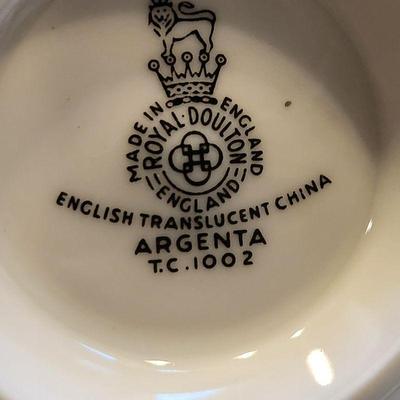 MADE IN ENGLAND
ROYAL·DOULTON
ENGLAND
ENGLISH TRANSLUCENT CHINA
ARGENTA
T.C.1002